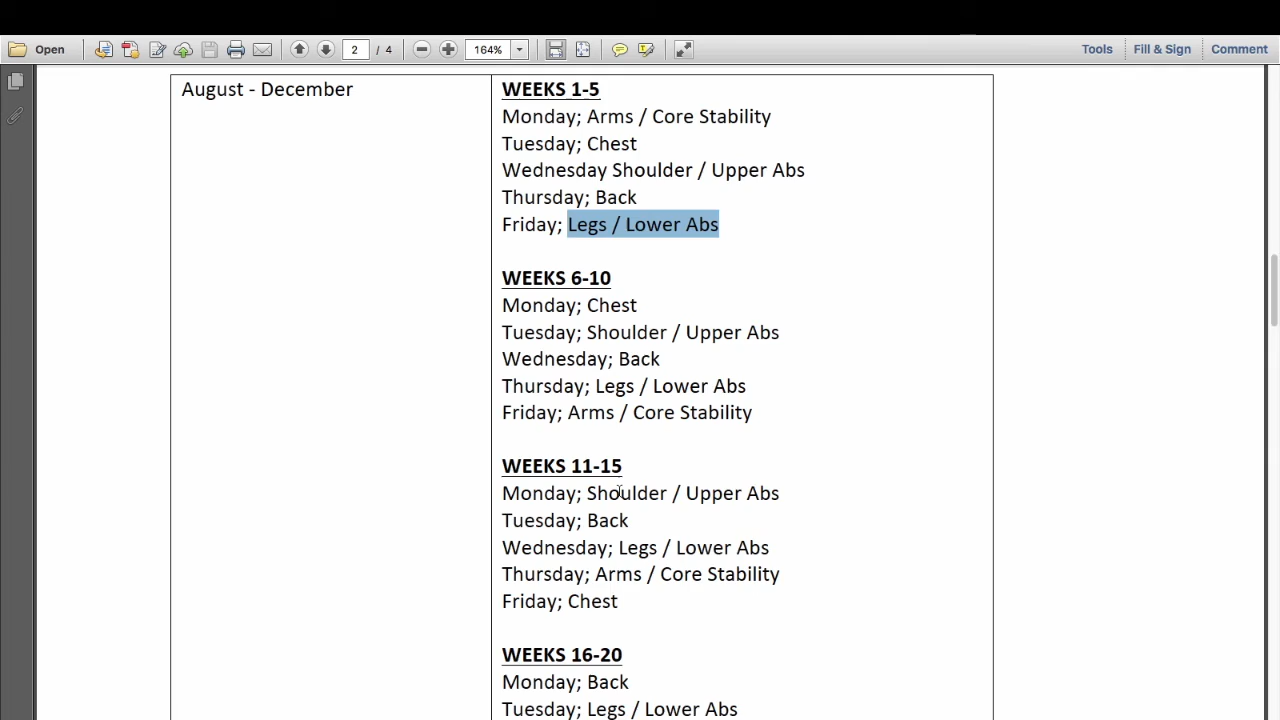 Open
2 / 4
164%
Tools
Fill & Sign
Comment
August - December
WEEKS 1-5
Monday; Arms / Core Stability
Tuesday; Chest
Wednesday Shoulder / Upper Abs
Thursday; Back
Friday; Legs / Lower Abs
WEEKS 6-10
Monday; Chest
Tuesday; Shoulder / Upper Abs
Wednesday; Back
Thursday; Legs / Lower Abs
Friday; Arms / Core Stability
WEEKS 11-15
Monday; Shoulder / Upper Abs
Tuesday; Back
Wednesday; Legs / Lower Abs
Thursday; Arms / Core Stability
Friday; Chest
WEEKS 16-20
Monday; Back
Tuesday; Legs / Lower Abs